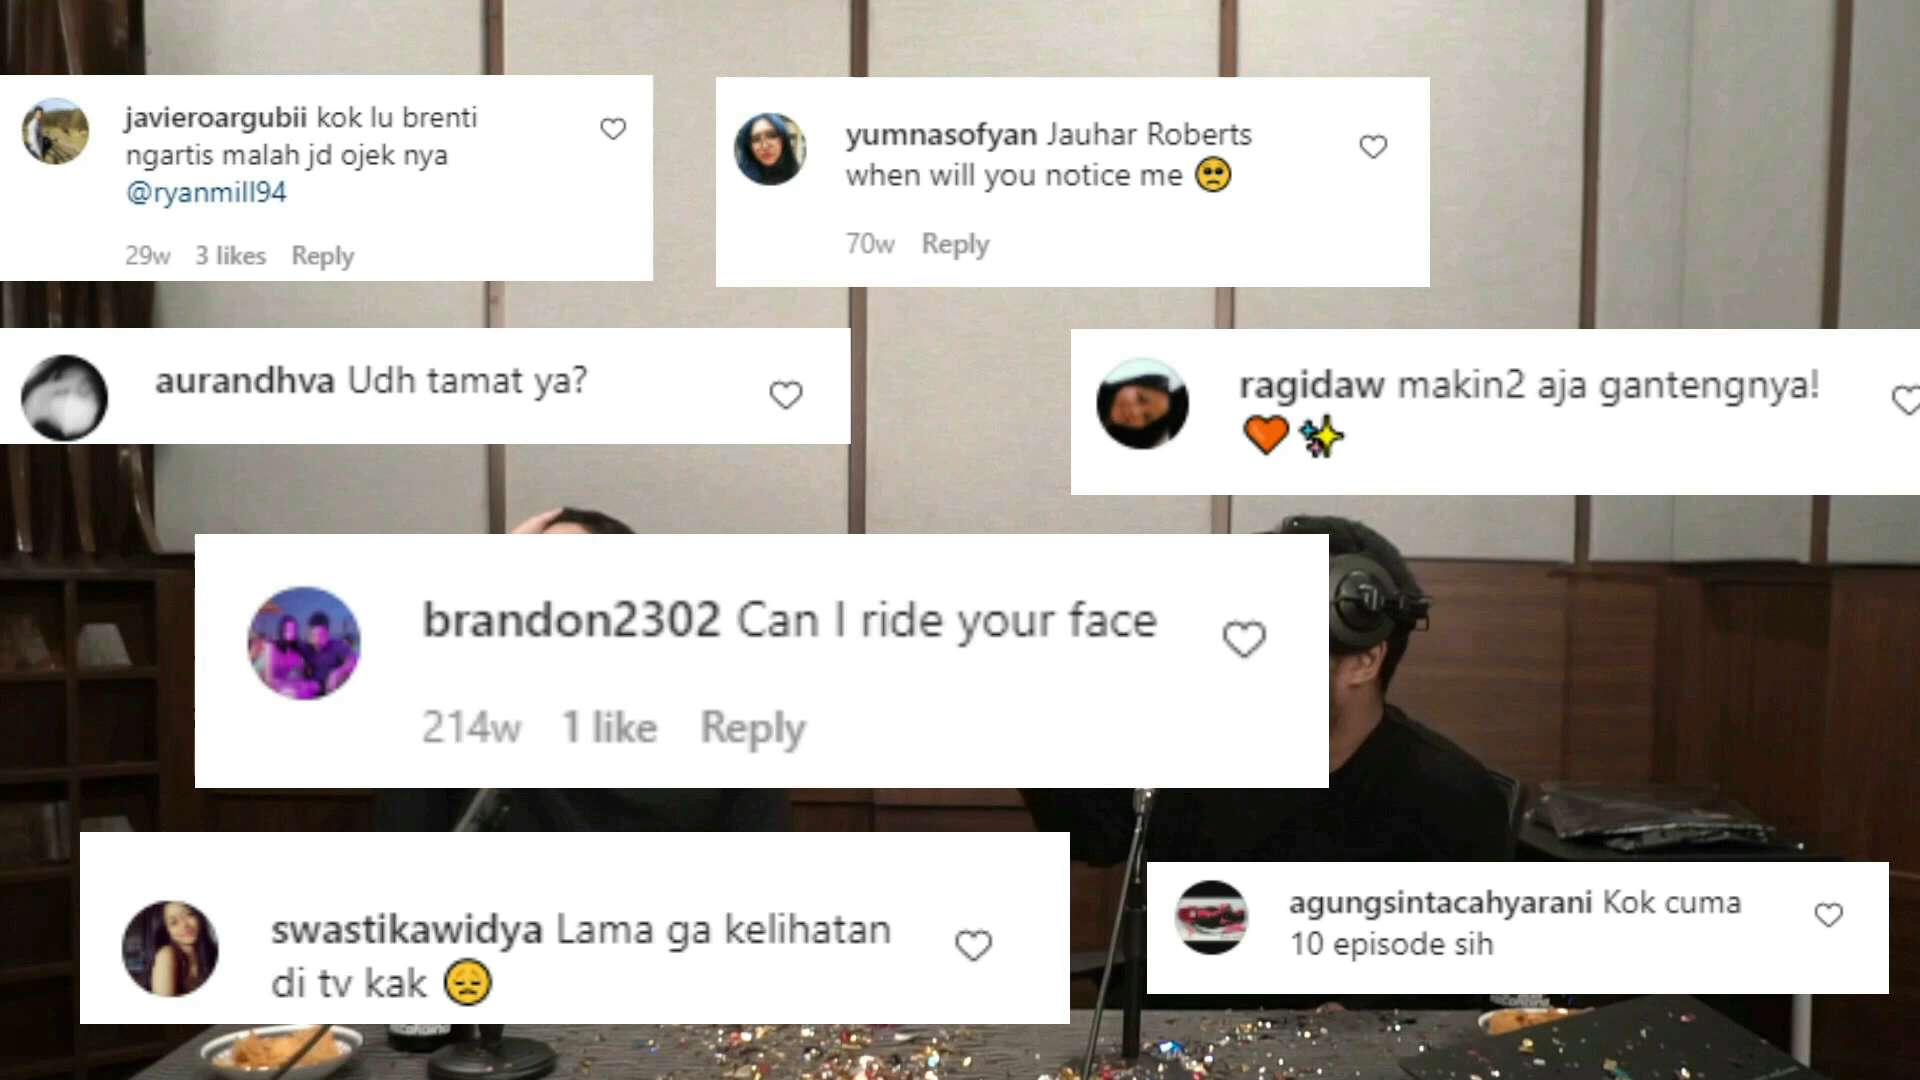 javieroargubii kok lu brenti
ngartis malah jd ojek nya
@ryanmill94
29w 3 likes Reply
yumnasofyan Jauhar Roberts
when will you notice me 🥺
70w Reply
aurandhva Udh tamat ya?
ragidaw makin2 aja gantengnya!
🧡✨
brandon2302 Can I ride your face
214w 1 like Reply
swastikawidya Lama ga kelihatan
di tv kak 😞
agungsintacahyarani Kok cuma
10 episode sih